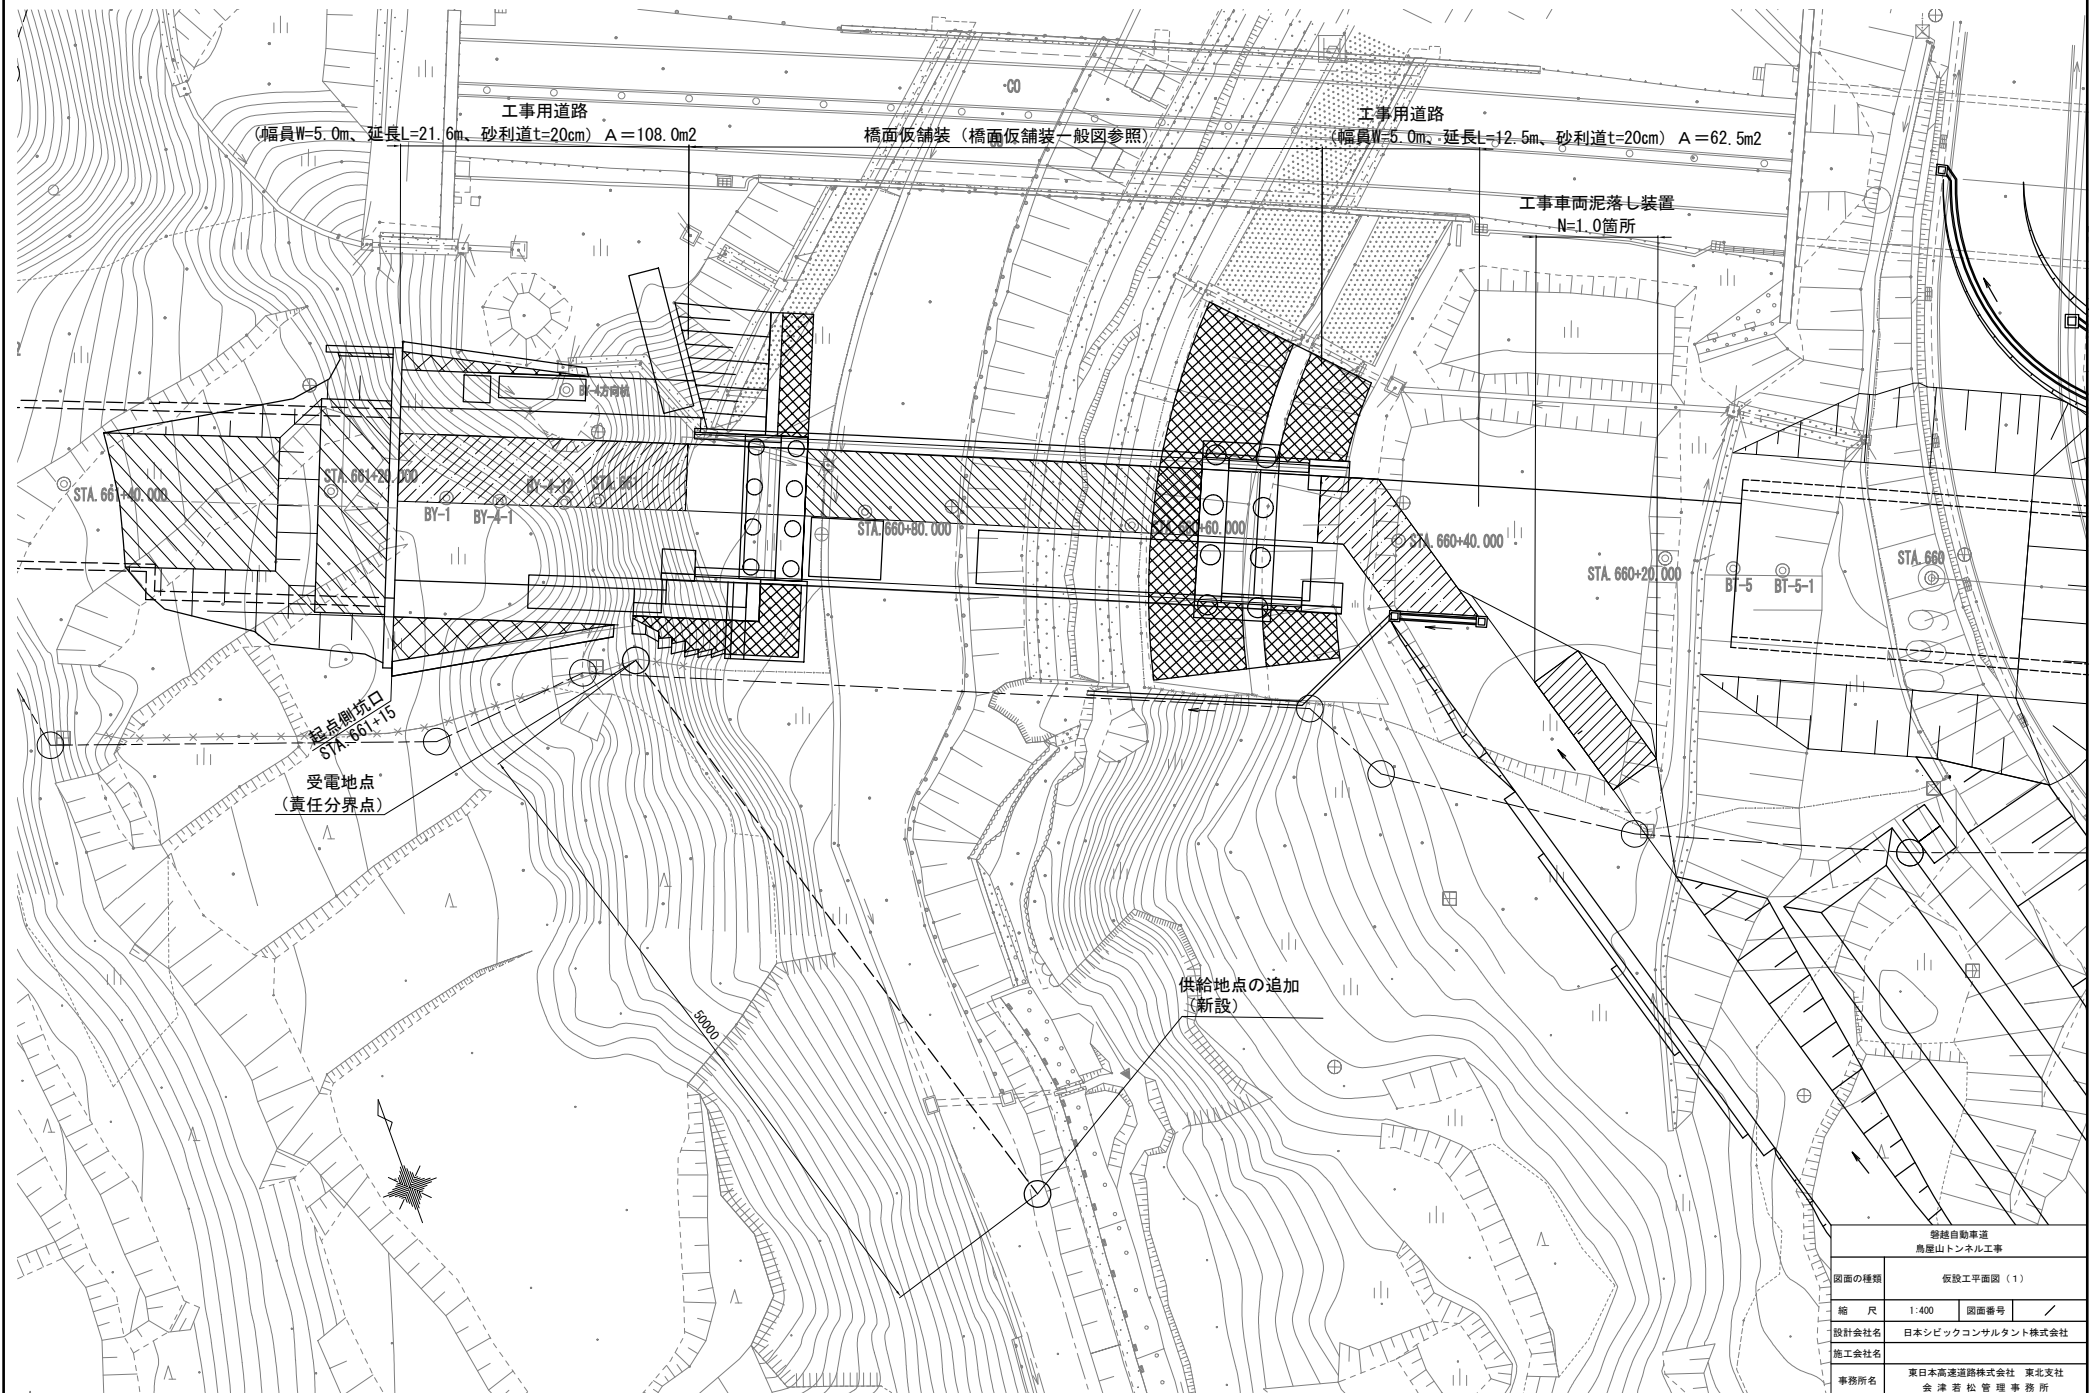 C0
工事用道路
（幅員W=5.0m、延長L=21.6m、砂利道t=20cm）A＝108.0m2
橋面仮舗装（橋面仮舗装一般図参照）
工事用道路
（幅員W=5.0m、延長L=12.5m、砂利道t=20cm）A＝62.5m2
工事車両泥落し装置
N=1.0箇所
BY-4方向杭
STA.661+40.000
STA.661+20.000
BY-1
BY-4-1
BY-4-12
STA.661
STA.660+80.000
STA.660+60.000
STA.660+40.000
STA.660+20.000
BT-5
BT-5-1
STA.660
起点側坑口
STA.661+15
受電地点
（責任分界点）
50000
供給地点の追加
（新設）
磐越自動車道
鳥屋山トンネル工事
図面の種類 仮設工平面図（1）
縮 尺 1:400 図面番号 ／
設計会社名 日本シビックコンサルタント株式会社
施工会社名
事務所名 東日本高速道路株式会社 東北支社
会津若松管理事務所